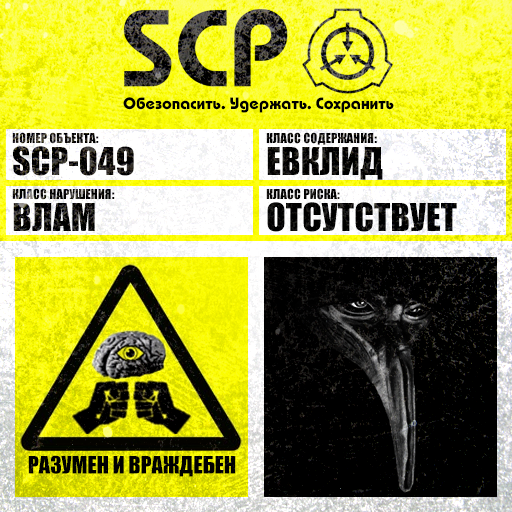 SCP
Обезопасить. Удержать. Сохранить
НОМЕР ОБЪЕКТА:
SCP-049
КЛАСС СОДЕРЖАНИЯ:
ЕВКЛИД
КЛАСС НАРУШЕНИЯ:
ВЛАМ
КЛАСС РИСКА:
ОТСУТСТВУЕТ
РАЗУМЕН И ВРАЖДЕБЕН